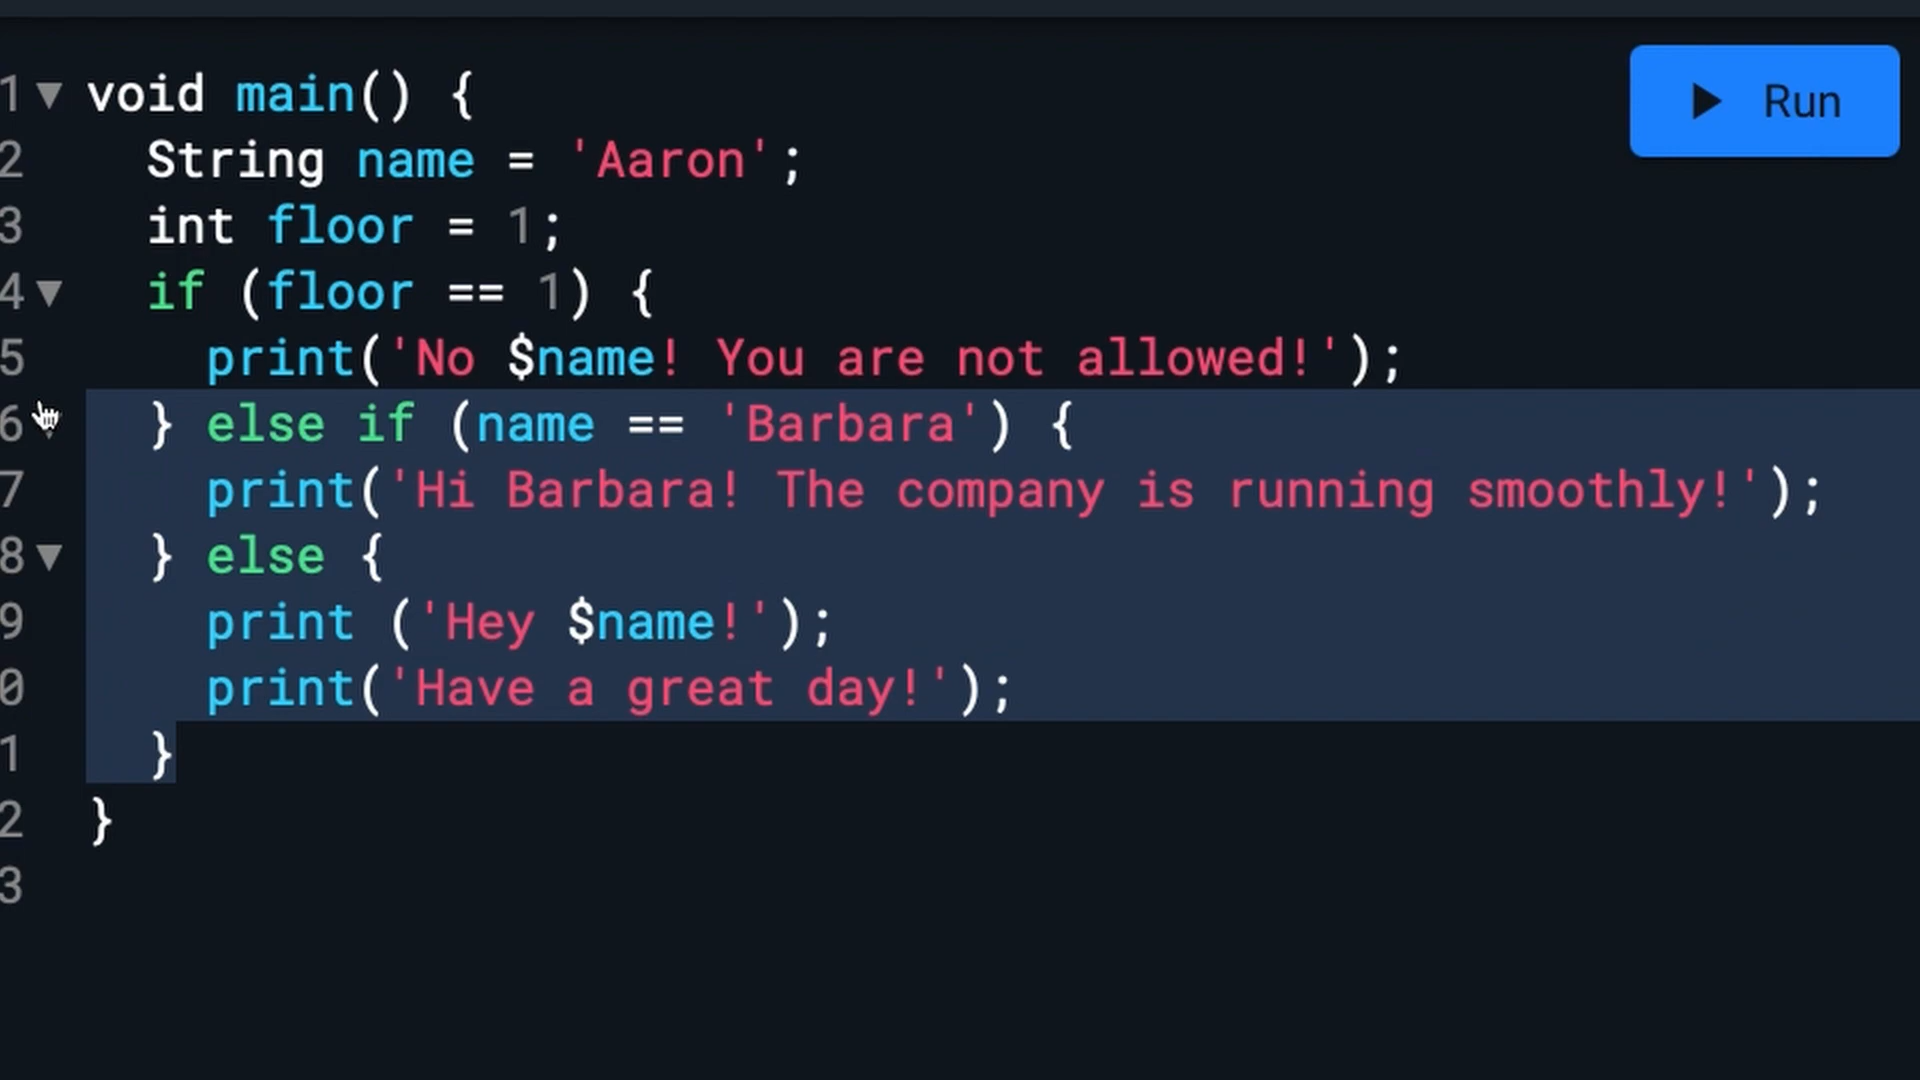 Run
1 void main() {
2 String name = 'Aaron';
3 int floor = 1;
4 if (floor == 1) {
5 print('No $name! You are not allowed!');
6 } else if (name == 'Barbara') {
7 print('Hi Barbara! The company is running smoothly!');
8 } else {
9 print ('Hey $name!');
0 print('Have a great day!');
1 }
2 }
3